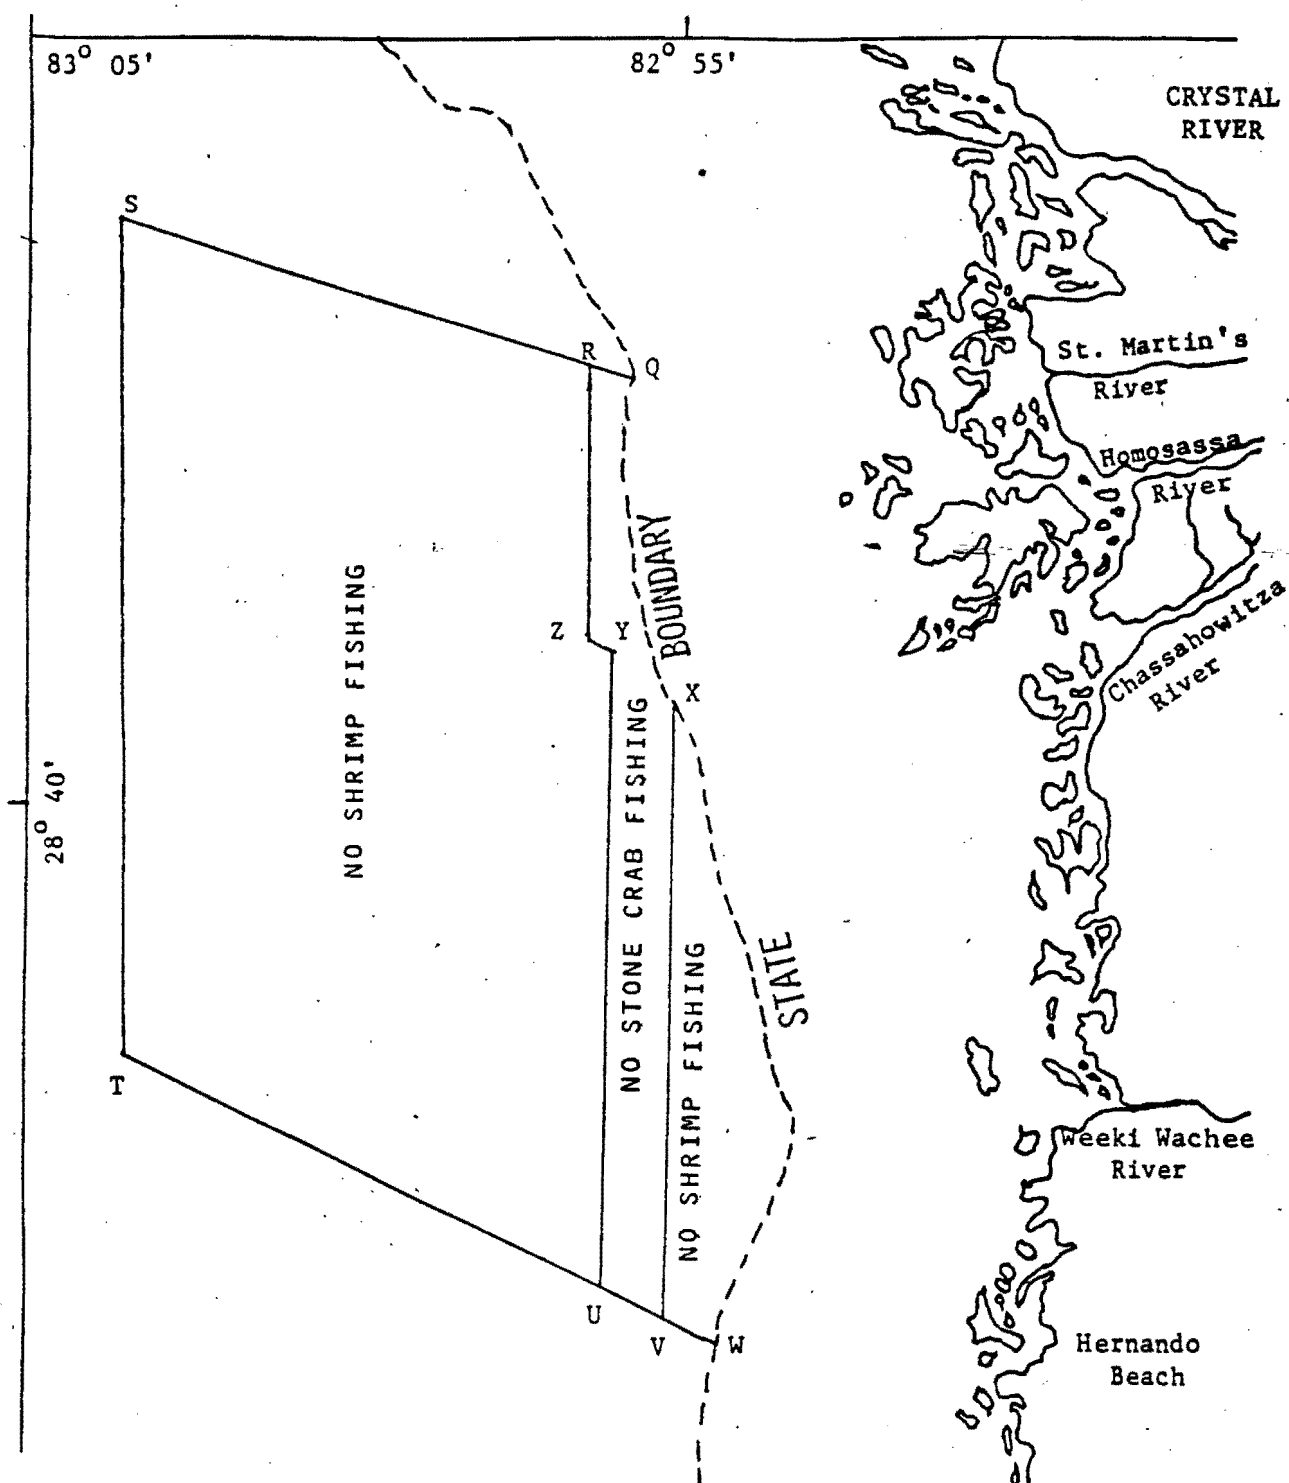 83° 05'
82° 55'
CRYSTAL
RIVER
S
R
Q
St. Martin's
River
Homosassa
River
BOUNDARY
NO SHRIMP FISHING
Z
Y
Chassahowitza
River
X
NO STONE CRAB FISHING
28° 40'
STATE
NO SHRIMP FISHING
T
Weeki Wachee
River
U
V
W
Hernando
Beach